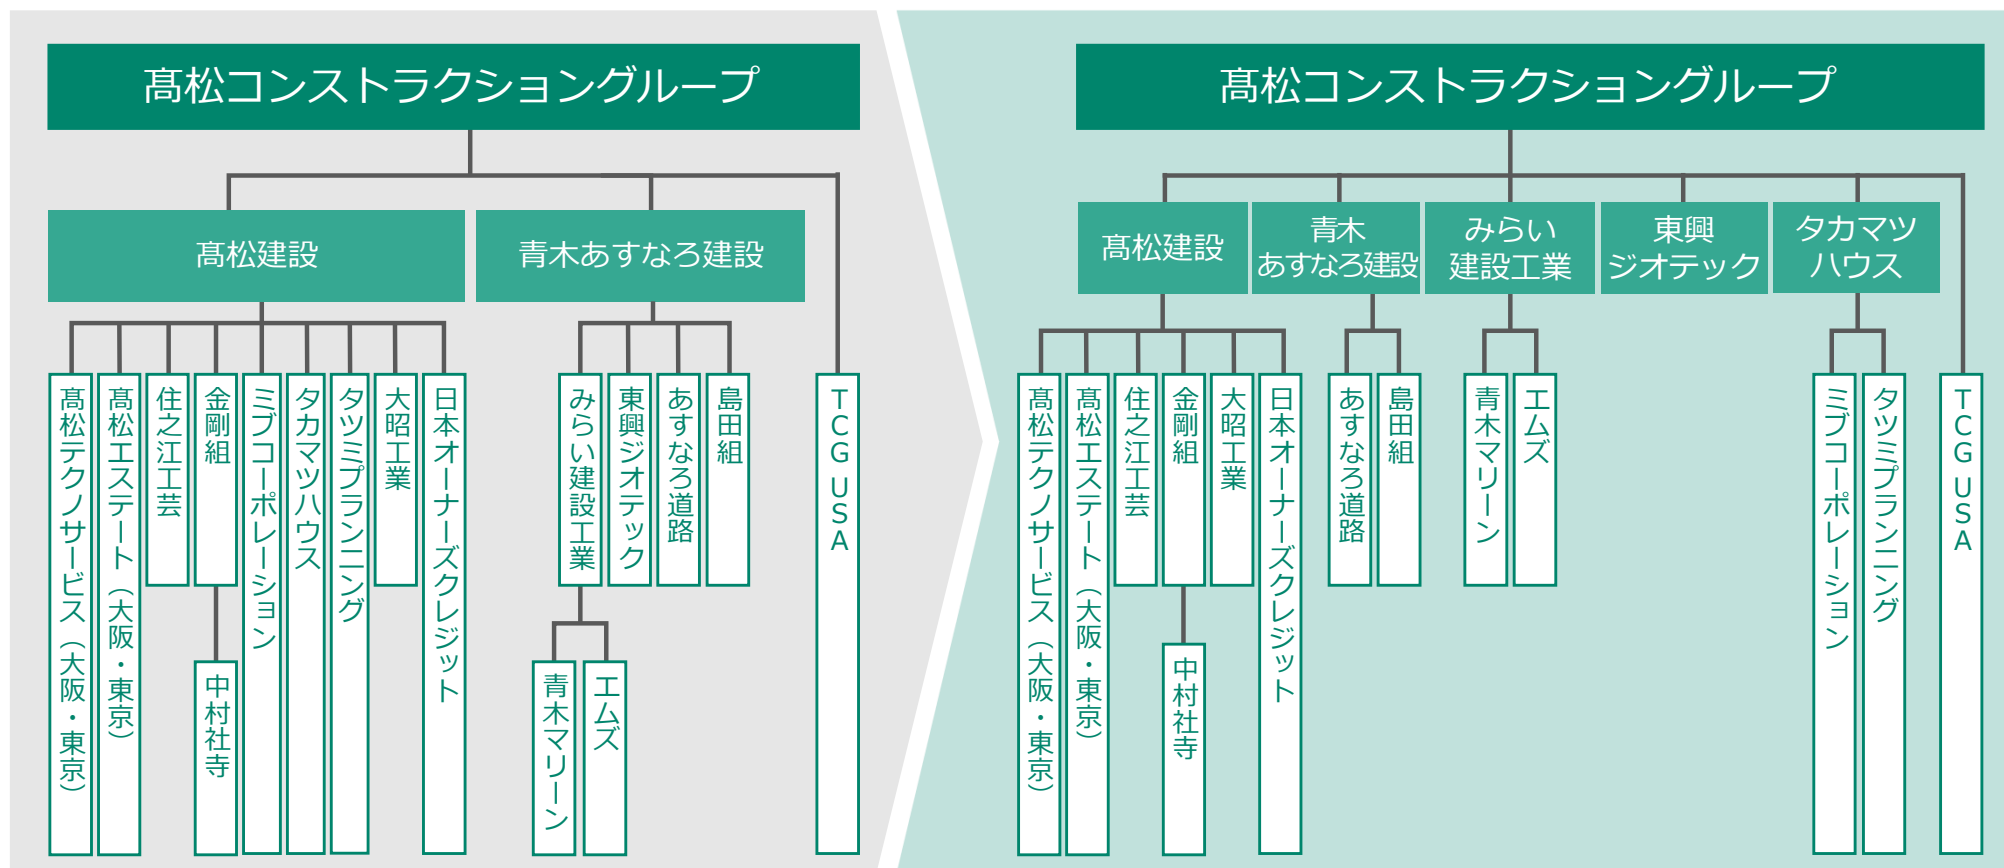 髙松コンストラクショングループ
髙松建設
青木あすなろ建設
髙松テクノサービス（大阪・東京）
髙松エステート（大阪・東京）
住之江工芸
金剛組
ミブコーポレーション
タカマツハウス
タツミプランニング
大昭工業
日本オーナーズクレジット
みらい建設工業
東興ジオテック
あすなろ道路
島田組
TCG USA
中村社寺
青木マリーン
エムズ
髙松コンストラクショングループ
髙松建設
青木
あすなろ建設
みらい
建設工業
東興
ジオテック
タカマツ
ハウス
髙松テクノサービス（大阪・東京）
髙松エステート（大阪・東京）
住之江工芸
金剛組
大昭工業
日本オーナーズクレジット
あすなろ道路
島田組
青木マリーン
エムズ
ミブコーポレーション
タツミプランニング
TCG USA
中村社寺